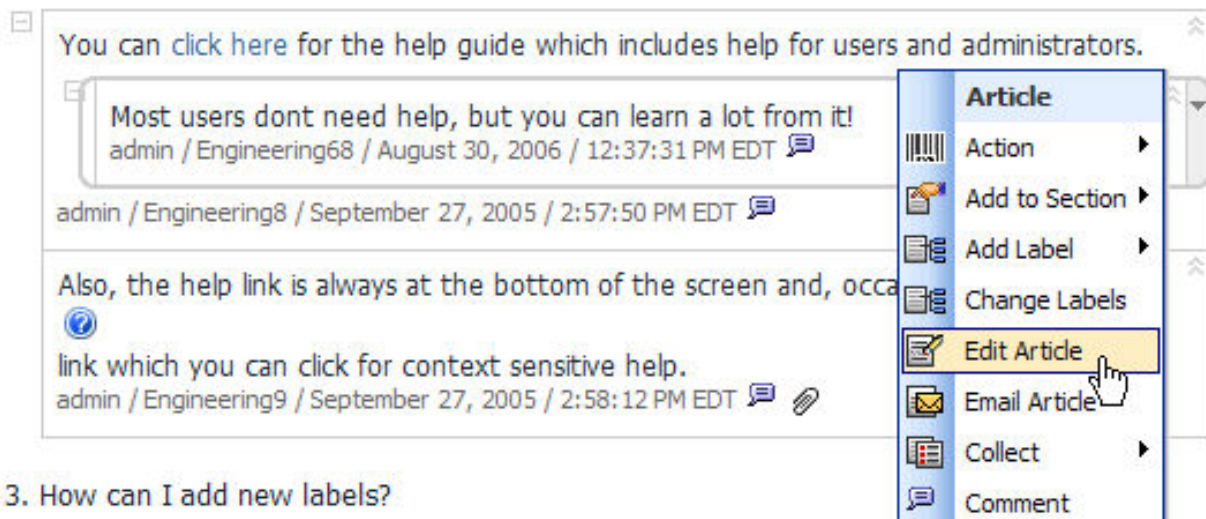 You can click here for the help guide which includes help for users and administrators.
Most users dont need help, but you can learn a lot from it!
admin / Engineering68 / August 30, 2006 / 12:37:31 PM EDT
admin / Engineering8 / September 27, 2005 / 2:57:50 PM EDT
Also, the help link is always at the bottom of the screen and, occa
link which you can click for context sensitive help.
admin / Engineering9 / September 27, 2005 / 2:58:12 PM EDT
3. How can I add new labels?
Article
Action
Add to Section
Add Label
Change Labels
Edit Article
Email Article
Collect
Comment